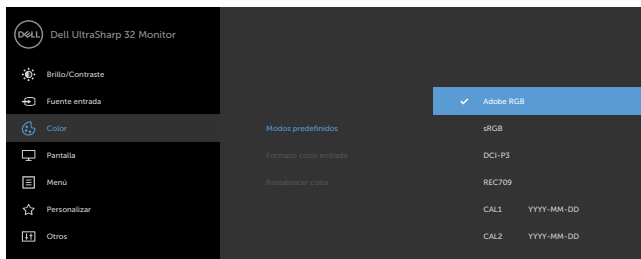 DELL Dell UltraSharp 32 Monitor
Brillo/Contraste
Fuente entrada
Adobe RGB
Color
Modos predefinidos
sRGB
Pantalla
Formato color entrada
DCI-P3
Menú
Restablecer color
REC709
Personalizar
CAL1 YYYY-MM-DD
Otros
CAL2 YYYY-MM-DD